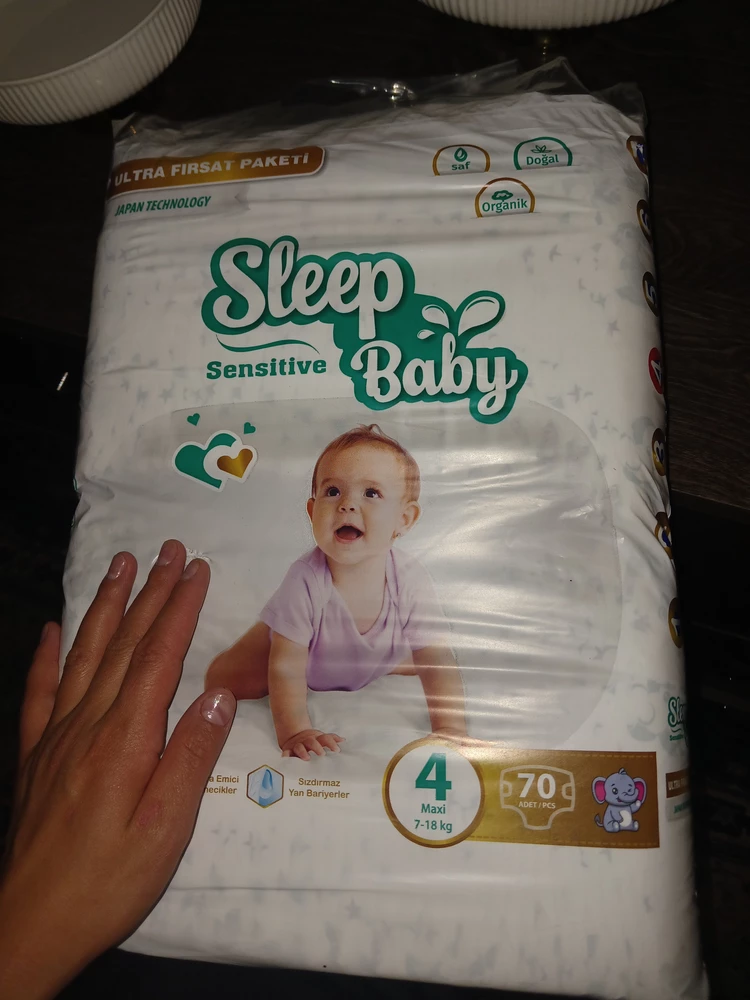 ULTRA FIRSAT PAKETİ
JAPAN TECHNOLOGY
saf
Doğal
Organik
Sleep
Baby
Sensitive
Emici
Sızdırmaz
Yan Bariyerler
4
Maxi
7-18 kg
70
ADET / PCS